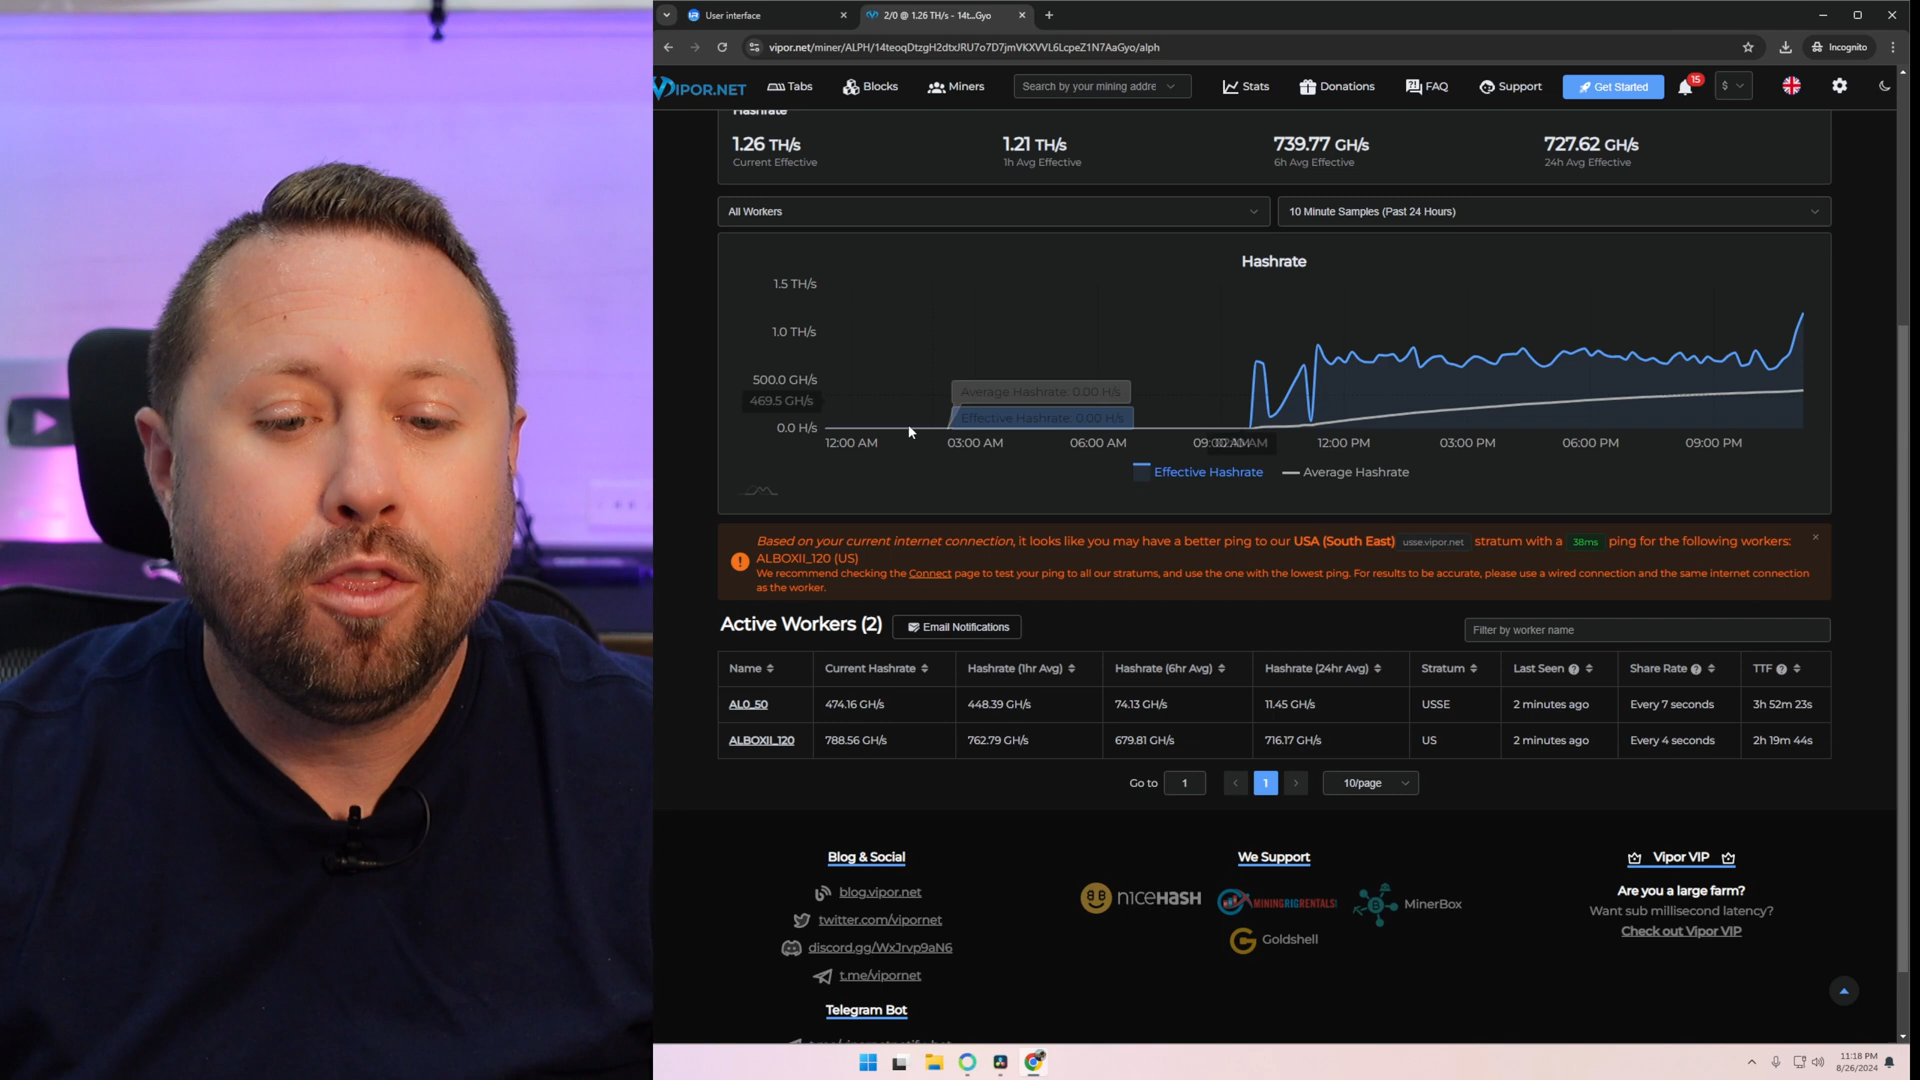 User interface
2/0 @ 1.26 TH/s - 14t...Gyo
vipor.net/miner/ALPH/14teoqDtzgH2dtxJRU7o7D7jmVKXVVL6LcpeZ1N7AaGyo/alph
Incognito
VIPOR.NET
Tabs
Blocks
Miners
Search by your mining addre
Stats
Donations
FAQ
Support
Get Started
15
$
Hashrate
1.26 TH/s
Current Effective
1.21 TH/s
1h Avg Effective
739.77 GH/s
6h Avg Effective
727.62 GH/s
24h Avg Effective
All Workers
10 Minute Samples (Past 24 Hours)
Hashrate
1.5 TH/s
1.0 TH/s
500.0 GH/s
469.5 GH/s
0.0 H/s
Average Hashrate: 0.00 H/s
Effective Hashrate: 0.00 H/s
12:00 AM
03:00 AM
06:00 AM
09:00 AM
12:00 PM
03:00 PM
06:00 PM
09:00 PM
Effective Hashrate
Average Hashrate
Based on your current internet connection, it looks like you may have a better ping to our USA (South East) usse.vipor.net stratum with a 38ms ping for the following workers:
ALBOXII_120 (US)
We recommend checking the Connect page to test your ping to all our stratums, and use the one with the lowest ping. For results to be accurate, please use a wired connection and the same internet connection
as the worker.
Active Workers (2)
Email Notifications
Filter by worker name
Name Current Hashrate Hashrate (1hr Avg) Hashrate (6hr Avg) Hashrate (24hr Avg) Stratum Last Seen Share Rate TTF
AL0_50 474.16 GH/s 448.39 GH/s 74.13 GH/s 11.45 GH/s USSE 2 minutes ago Every 7 seconds 3h 52m 23s
ALBOXII_120 788.56 GH/s 762.79 GH/s 679.81 GH/s 716.17 GH/s US 2 minutes ago Every 4 seconds 2h 19m 44s
Go to 1
1
10/page
Blog & Social
blog.vipor.net
twitter.com/vipornet
discord.gg/WxJrvp9aN6
t.me/vipornet
Telegram Bot
We Support
NICEHASH
MININGRIGRENTALS
MinerBox
Goldshell
Vipor VIP
Are you a large farm?
Want sub millisecond latency?
Check out Vipor VIP
11:18 PM
8/26/2024